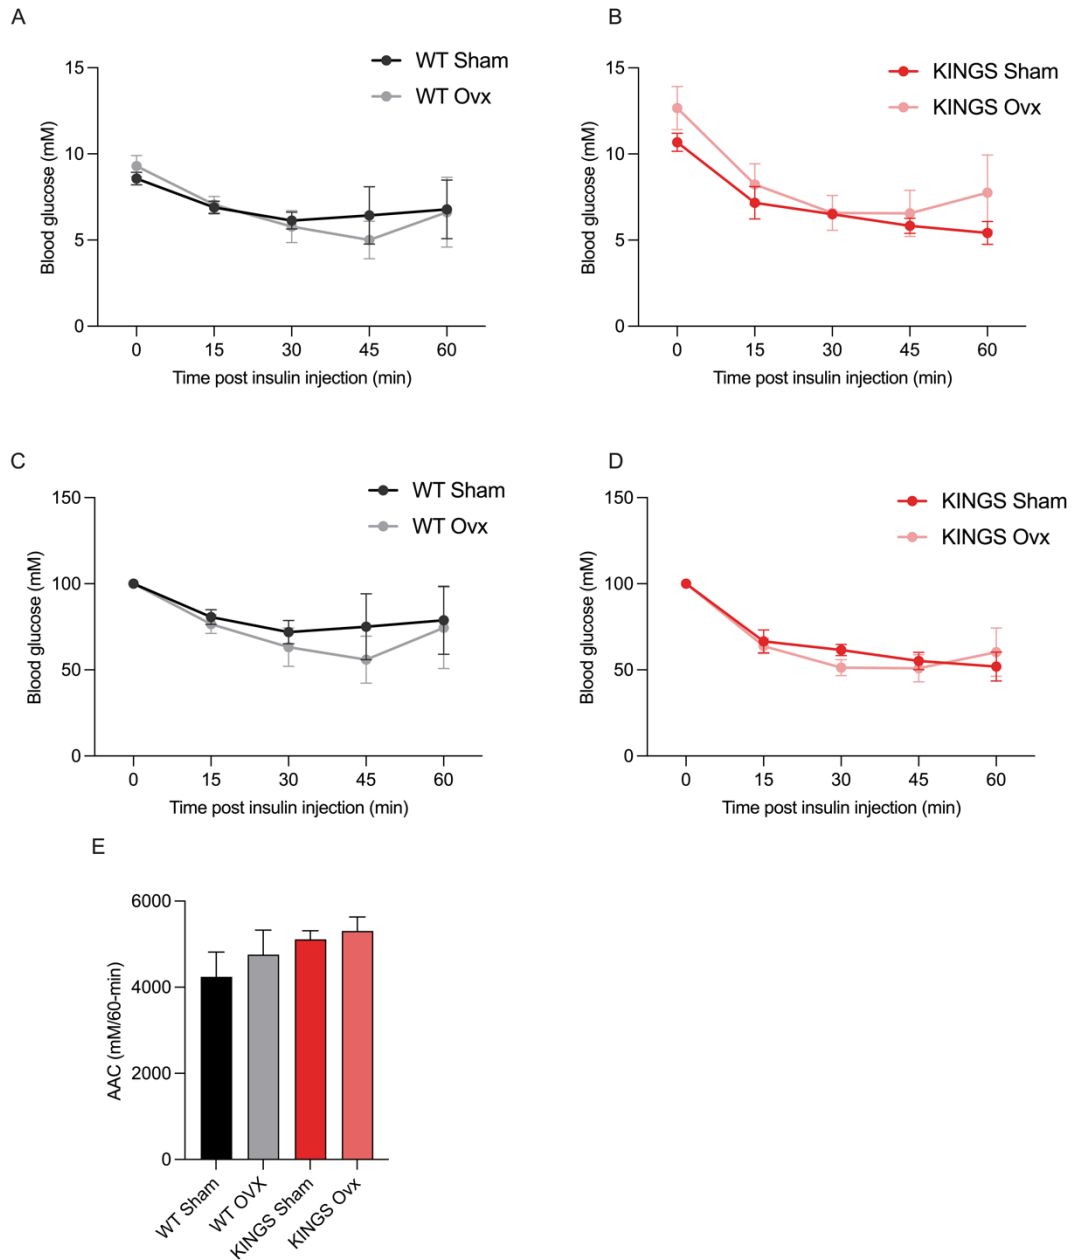 A
WT Sham
WT Ovx
15
10
5
0
Blood glucose (mM)
0 15 30 45 60
Time post insulin injection (min)
B
KINGS Sham
KINGS Ovx
15
10
5
0
Blood glucose (mM)
0 15 30 45 60
Time post insulin injection (min)
C
WT Sham
WT Ovx
150
100
50
0
Blood glucose (mM)
0 15 30 45 60
Time post insulin injection (min)
D
KINGS Sham
KINGS Ovx
150
100
50
0
Blood glucose (mM)
0 15 30 45 60
Time post insulin injection (min)
E
6000
4000
2000
0
AAC (mM/60-min)
WT Sham
WT OVX
KINGS Sham
KINGS Ovx